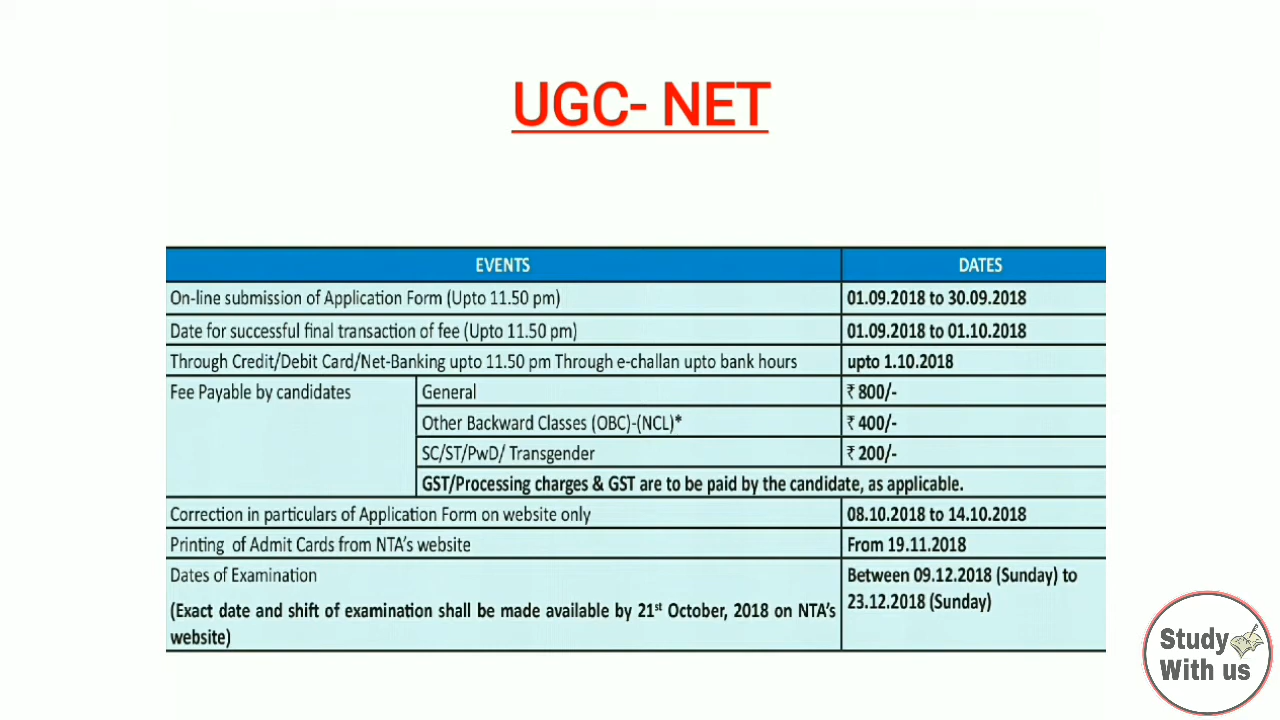 UGC- NET
EVENTS DATES
On-line submission of Application Form (Upto 11.50 pm) 01.09.2018 to 30.09.2018
Date for successful final transaction of fee (Upto 11.50 pm) 01.09.2018 to 01.10.2018
Through Credit/Debit Card/Net-Banking upto 11.50 pm Through e-challan upto bank hours upto 1.10.2018
Fee Payable by candidates General ₹ 800/-
Other Backward Classes (OBC)-(NCL)* ₹ 400/-
SC/ST/PwD/ Transgender ₹ 200/-
GST/Processing charges & GST are to be paid by the candidate, as applicable.
Correction in particulars of Application Form on website only 08.10.2018 to 14.10.2018
Printing of Admit Cards from NTA's website From 19.11.2018
Dates of Examination Between 09.12.2018 (Sunday) to
23.12.2018 (Sunday)
(Exact date and shift of examination shall be made available by 21st October, 2018 on NTA's
website)
Study
With us